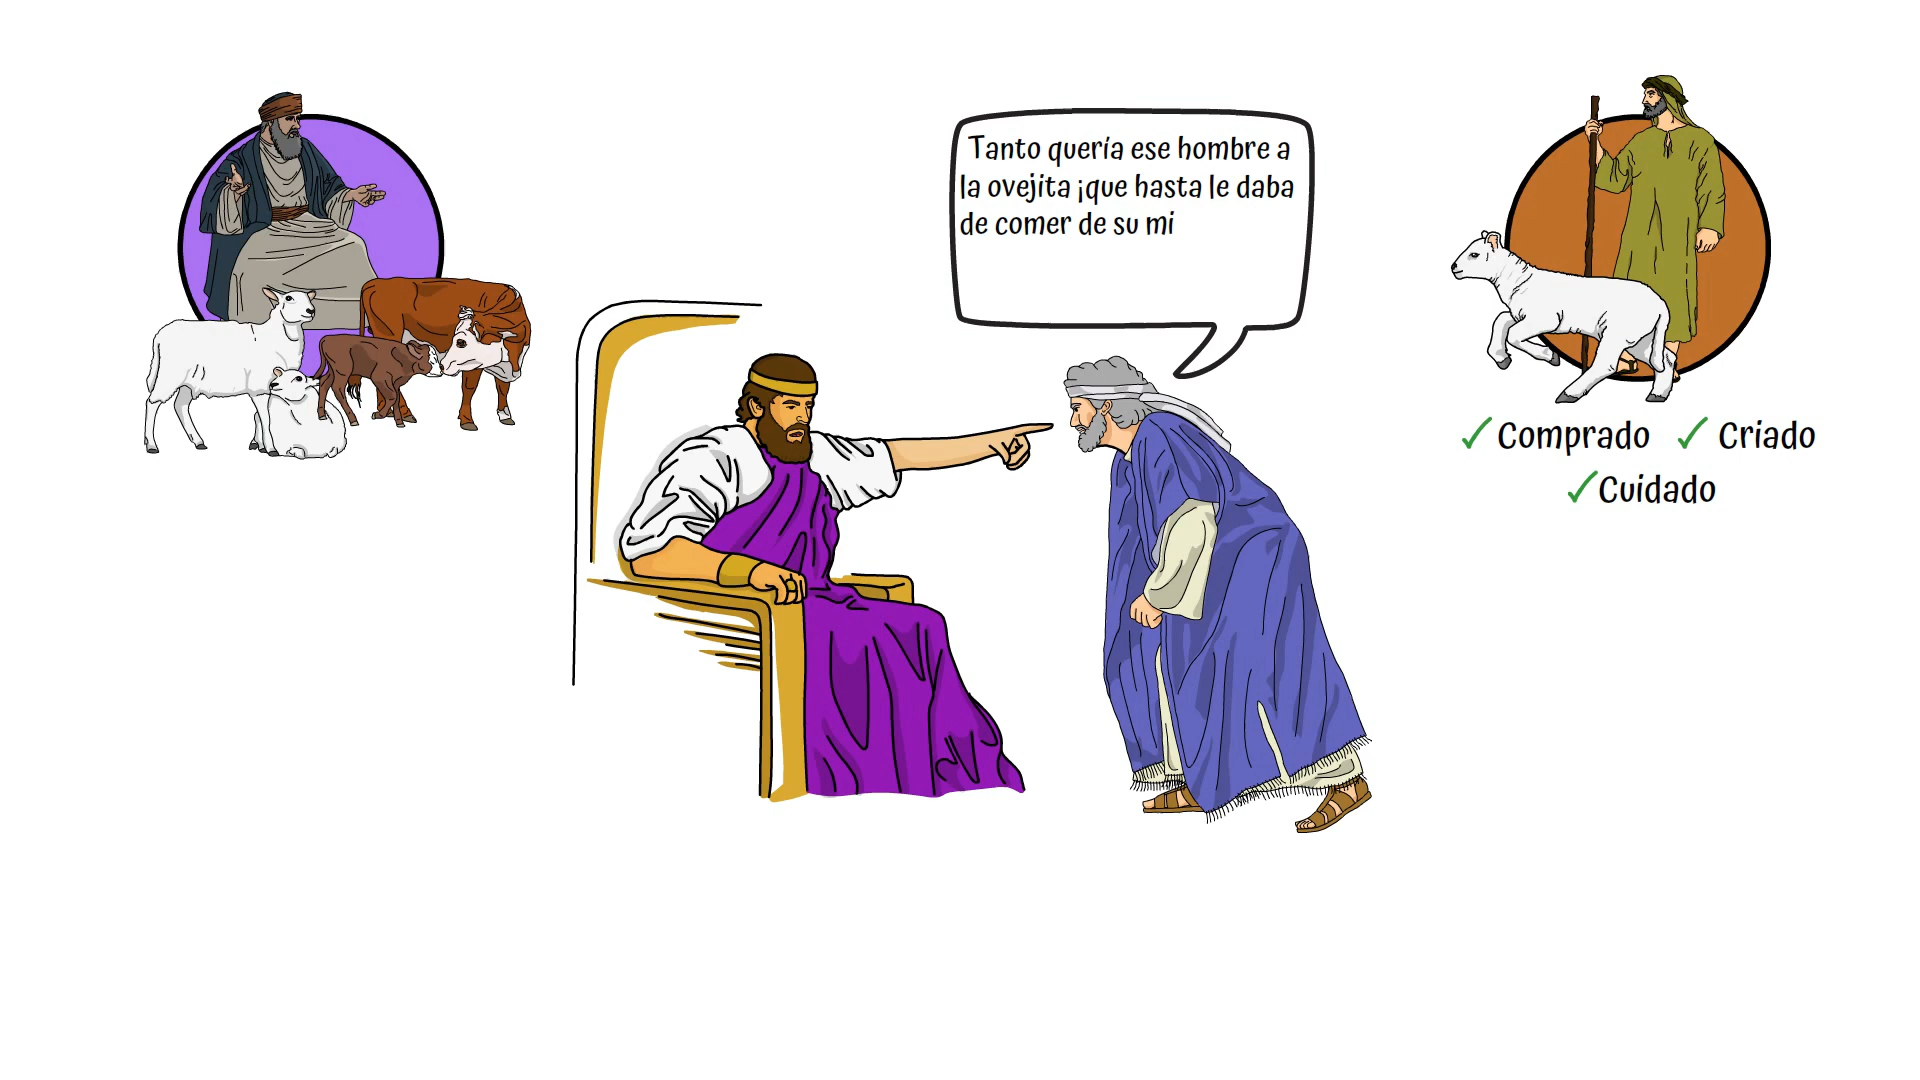 Tanto quería ese hombre a
la ovejita ¡que hasta le daba
de comer de su mi
✓ Comprado ✓ Criado
✓Cuidado